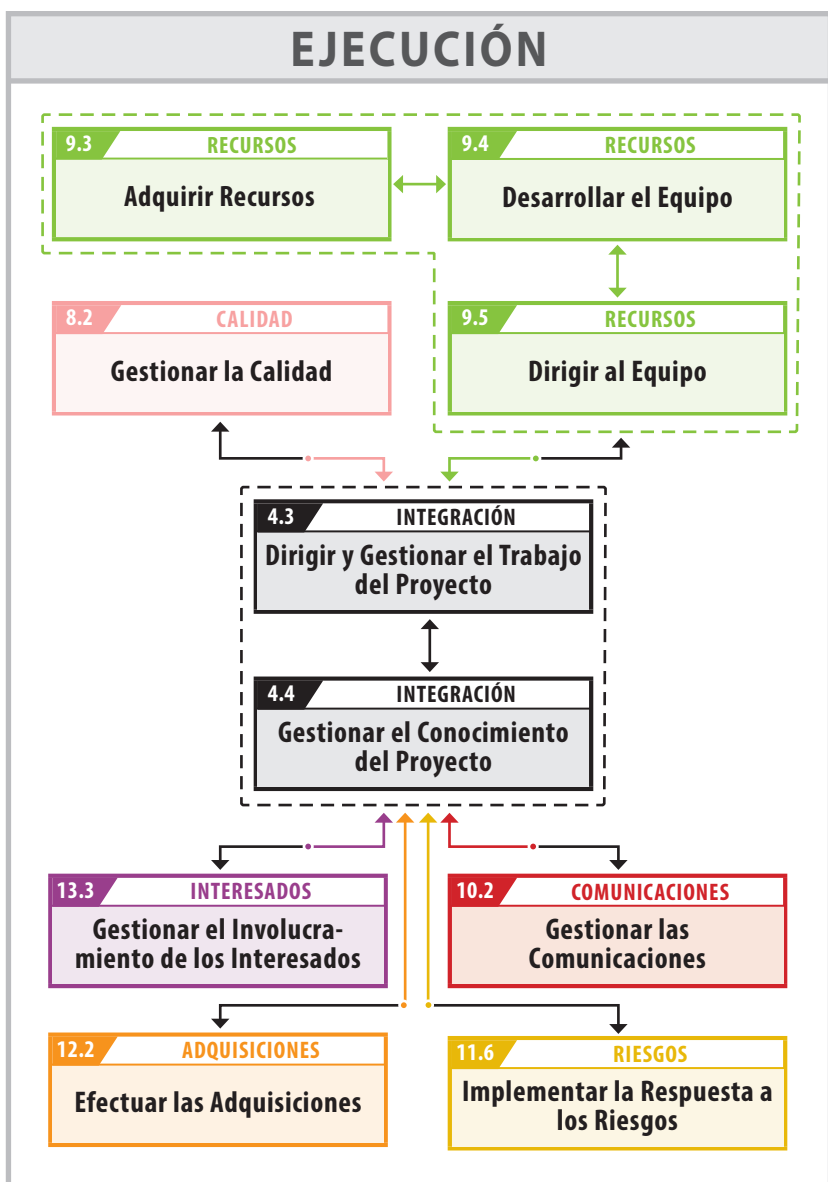 EJECUCIÓN
9.3 RECURSOS
Adquirir Recursos
9.4 RECURSOS
Desarrollar el Equipo
8.2 CALIDAD
Gestionar la Calidad
9.5 RECURSOS
Dirigir al Equipo
4.3 INTEGRACIÓN
Dirigir y Gestionar el Trabajo
del Proyecto
4.4 INTEGRACIÓN
Gestionar el Conocimiento
del Proyecto
13.3 INTERESADOS
Gestionar el Involucra-
miento de los Interesados
10.2 COMUNICACIONES
Gestionar las
Comunicaciones
12.2 ADQUISICIONES
Efectuar las Adquisiciones
11.6 RIESGOS
Implementar la Respuesta a
los Riesgos